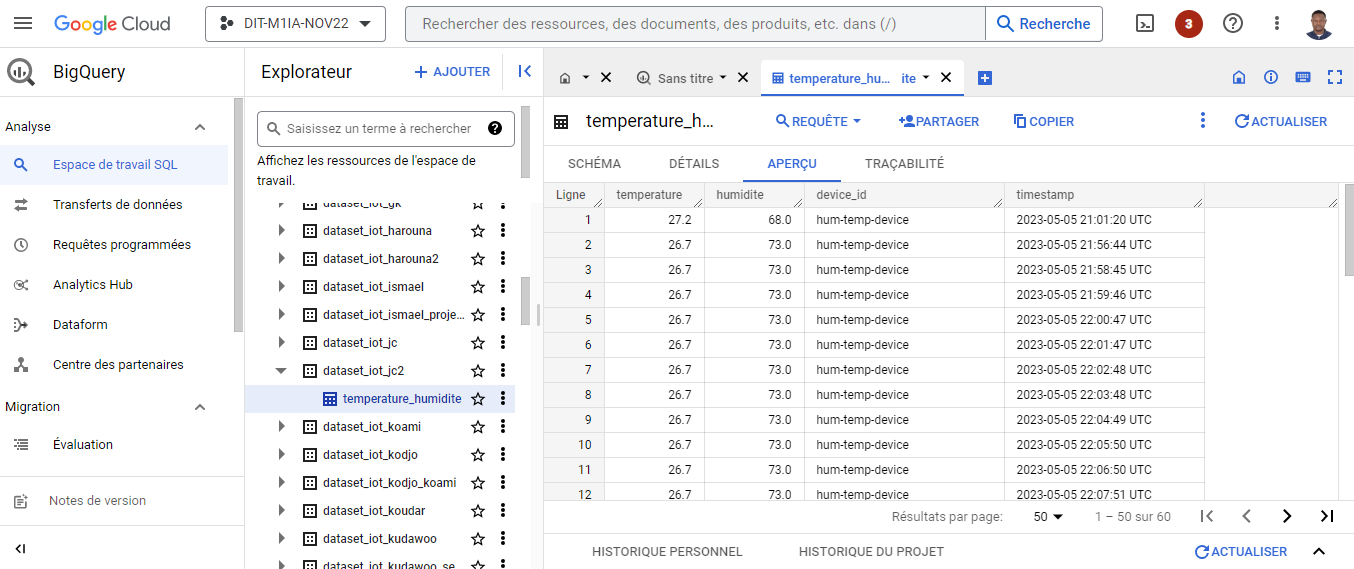 Google Cloud
DIT-M1IA-NOV22
Rechercher des ressources, des documents, des produits, etc. dans (/)
Recherche
3
BigQuery
Analyse
Espace de travail SQL
Transferts de données
Requêtes programmées
Analytics Hub
Dataform
Centre des partenaires
Migration
Évaluation
Notes de version
Explorateur
AJOUTER
Saisissez un terme à rechercher
Affichez les ressources de l'espace de
travail.
dataset_iot_gk
dataset_iot_harouna
dataset_iot_harouna2
dataset_iot_ismael
dataset_iot_ismael_proje...
dataset_iot_jc
dataset_iot_jc2
temperature_humidite
dataset_iot_koami
dataset_iot_kodjo
dataset_iot_kodjo_koami
dataset_iot_koudar
dataset_iot_kudawoo
dataset_iot_kudawoo_se
Sans titre
temperature_hu... ite
temperature_h...
REQUÊTE
PARTAGER
COPIER
ACTUALISER
SCHÉMA DÉTAILS APERÇU TRAÇABILITÉ
Ligne temperature humidite device_id timestamp
1 27.2 68.0 hum-temp-device 2023-05-05 21:01:20 UTC
2 26.7 73.0 hum-temp-device 2023-05-05 21:56:44 UTC
3 26.7 73.0 hum-temp-device 2023-05-05 21:58:45 UTC
4 26.7 73.0 hum-temp-device 2023-05-05 21:59:46 UTC
5 26.7 73.0 hum-temp-device 2023-05-05 22:00:47 UTC
6 26.7 73.0 hum-temp-device 2023-05-05 22:01:47 UTC
7 26.7 73.0 hum-temp-device 2023-05-05 22:02:48 UTC
8 26.7 73.0 hum-temp-device 2023-05-05 22:03:48 UTC
9 26.7 73.0 hum-temp-device 2023-05-05 22:04:49 UTC
10 26.7 73.0 hum-temp-device 2023-05-05 22:05:50 UTC
11 26.7 73.0 hum-temp-device 2023-05-05 22:06:50 UTC
12 26.7 73.0 hum-temp-device 2023-05-05 22:07:51 UTC
Résultats par page: 50 1 – 50 sur 60
HISTORIQUE PERSONNEL HISTORIQUE DU PROJET ACTUALISER